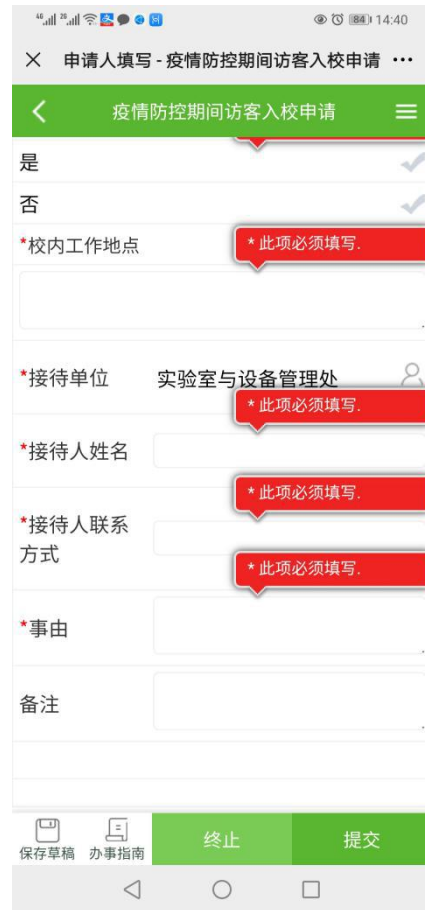 46 26 84 14:40
申请人填写 - 疫情防控期间访客入校申请
疫情防控期间访客入校申请
是
否
*校内工作地点
* 此项必须填写.
*接待单位 实验室与设备管理处
* 此项必须填写.
*接待人姓名
* 此项必须填写.
*接待人联系
方式
* 此项必须填写.
*事由
备注
保存草稿 办事指南 终止 提交